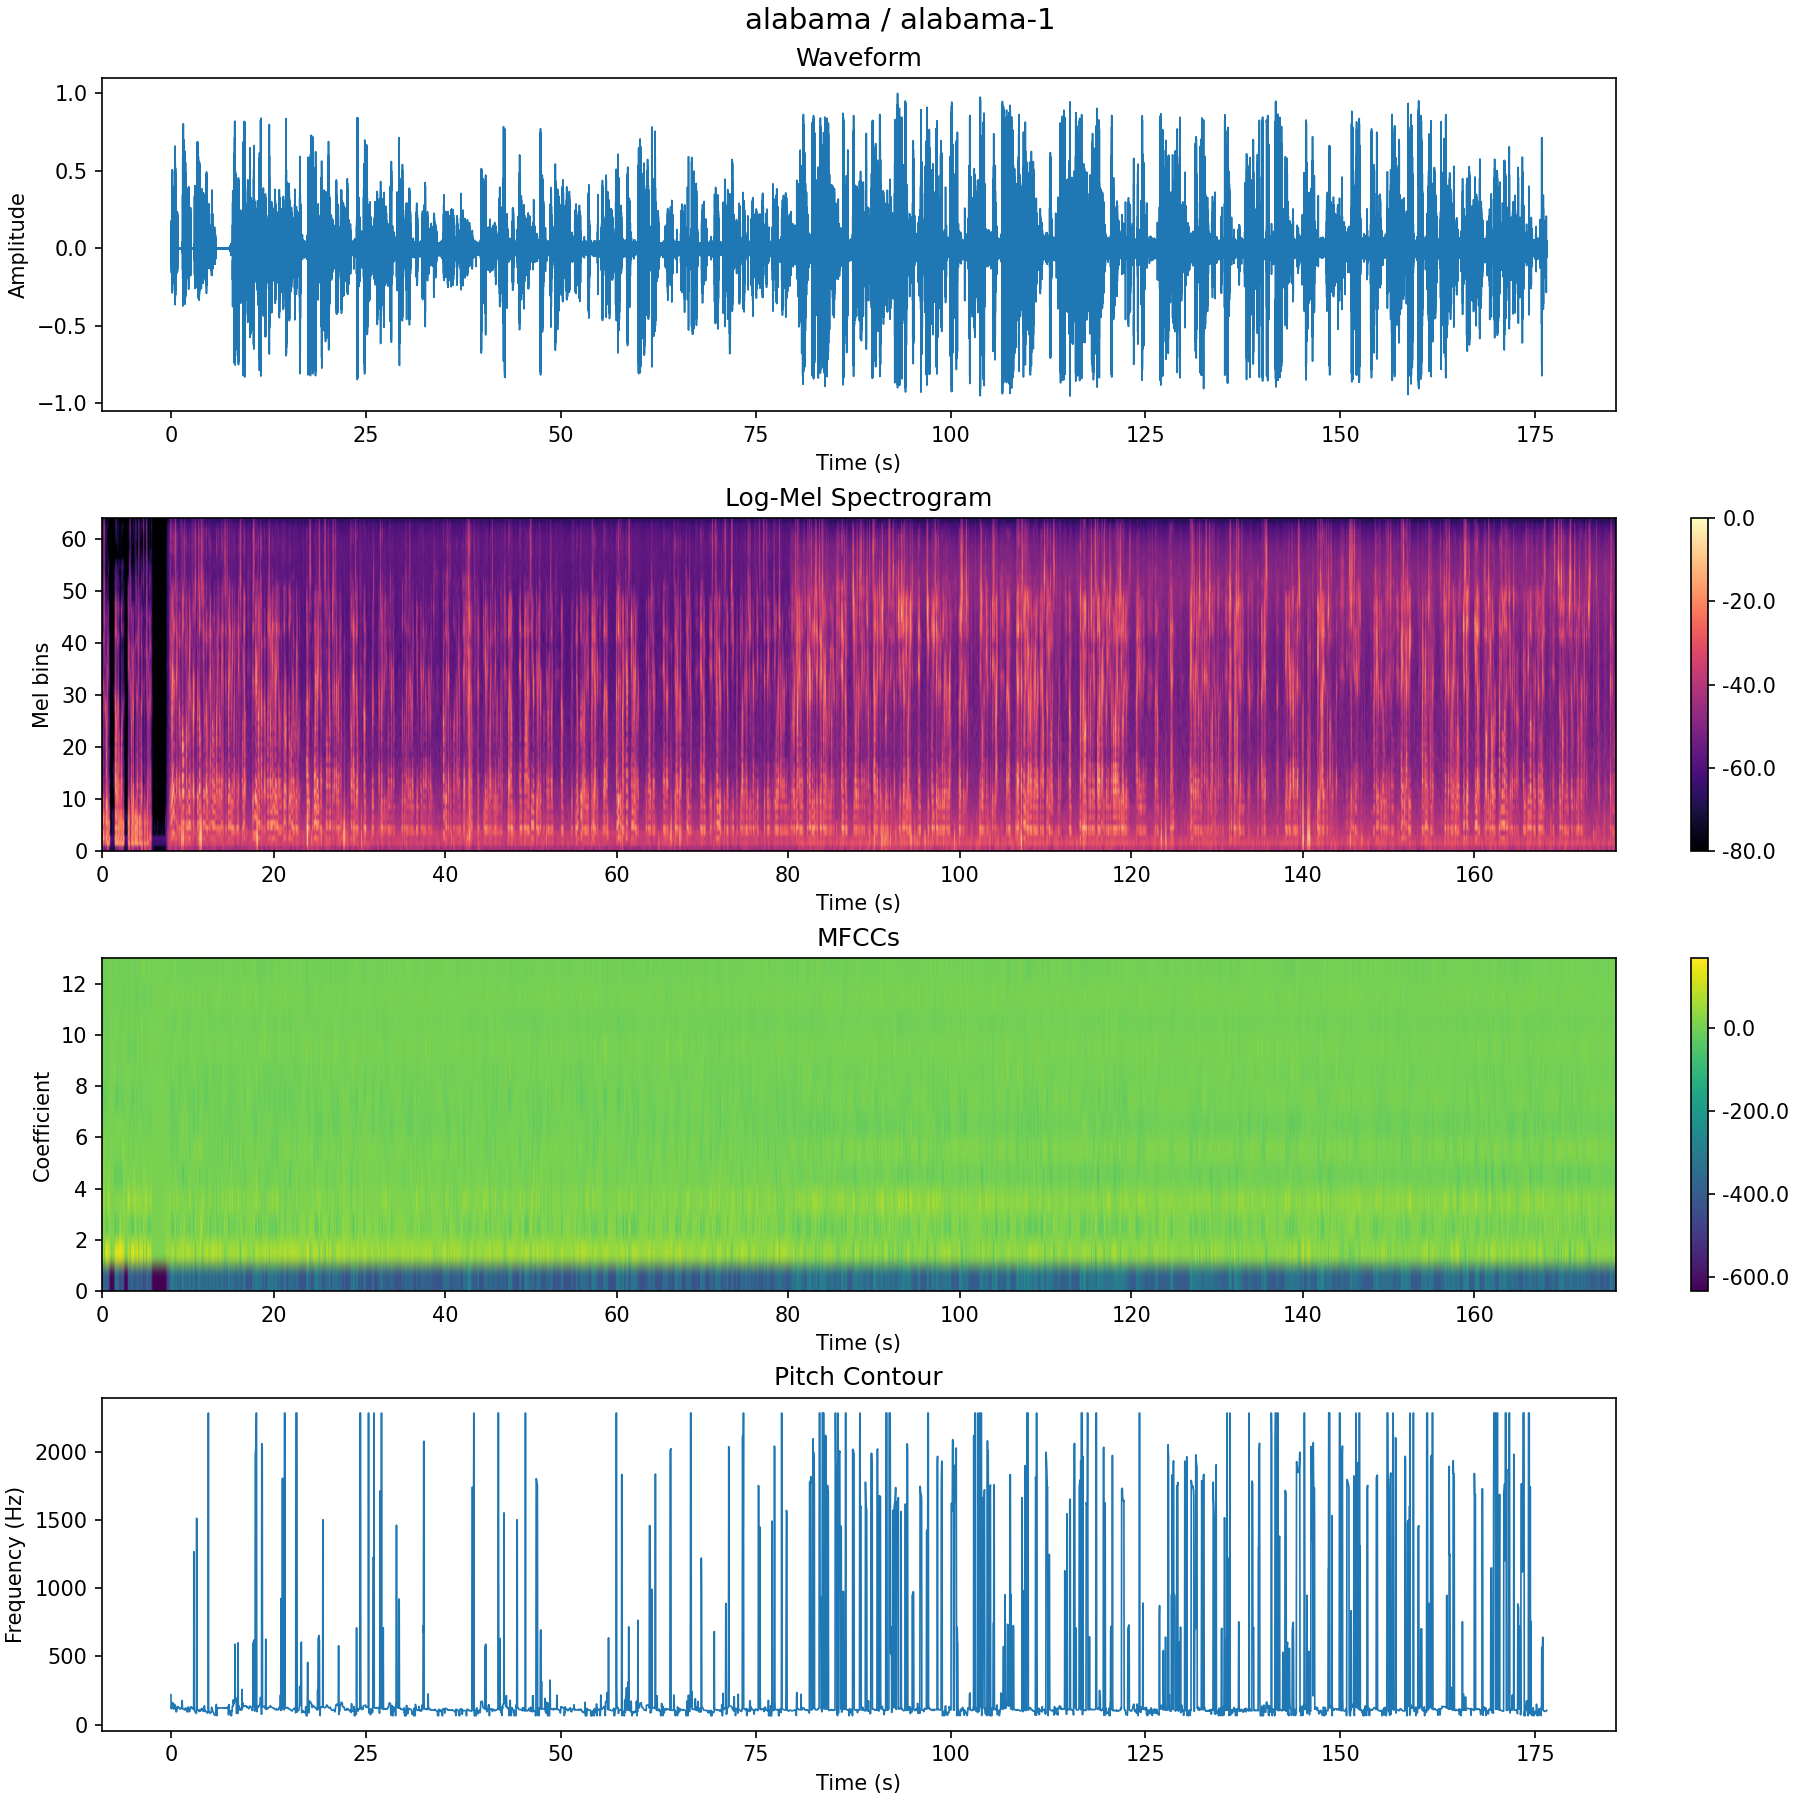 alabama / alabama-1
Waveform
1.0
0.5
0.0
−0.5
−1.0
Amplitude
0 25 50 75 100 125 150 175
Time (s)
Log-Mel Spectrogram
60
50
40
30
20
10
0
Mel bins
0 20 40 60 80 100 120 140 160
Time (s)
0.0
-20.0
-40.0
-60.0
-80.0
MFCCs
12
10
8
6
4
2
0
Coefficient
0 20 40 60 80 100 120 140 160
Time (s)
0.0
-200.0
-400.0
-600.0
Pitch Contour
2000
1500
1000
500
0
Frequency (Hz)
0 25 50 75 100 125 150 175
Time (s)